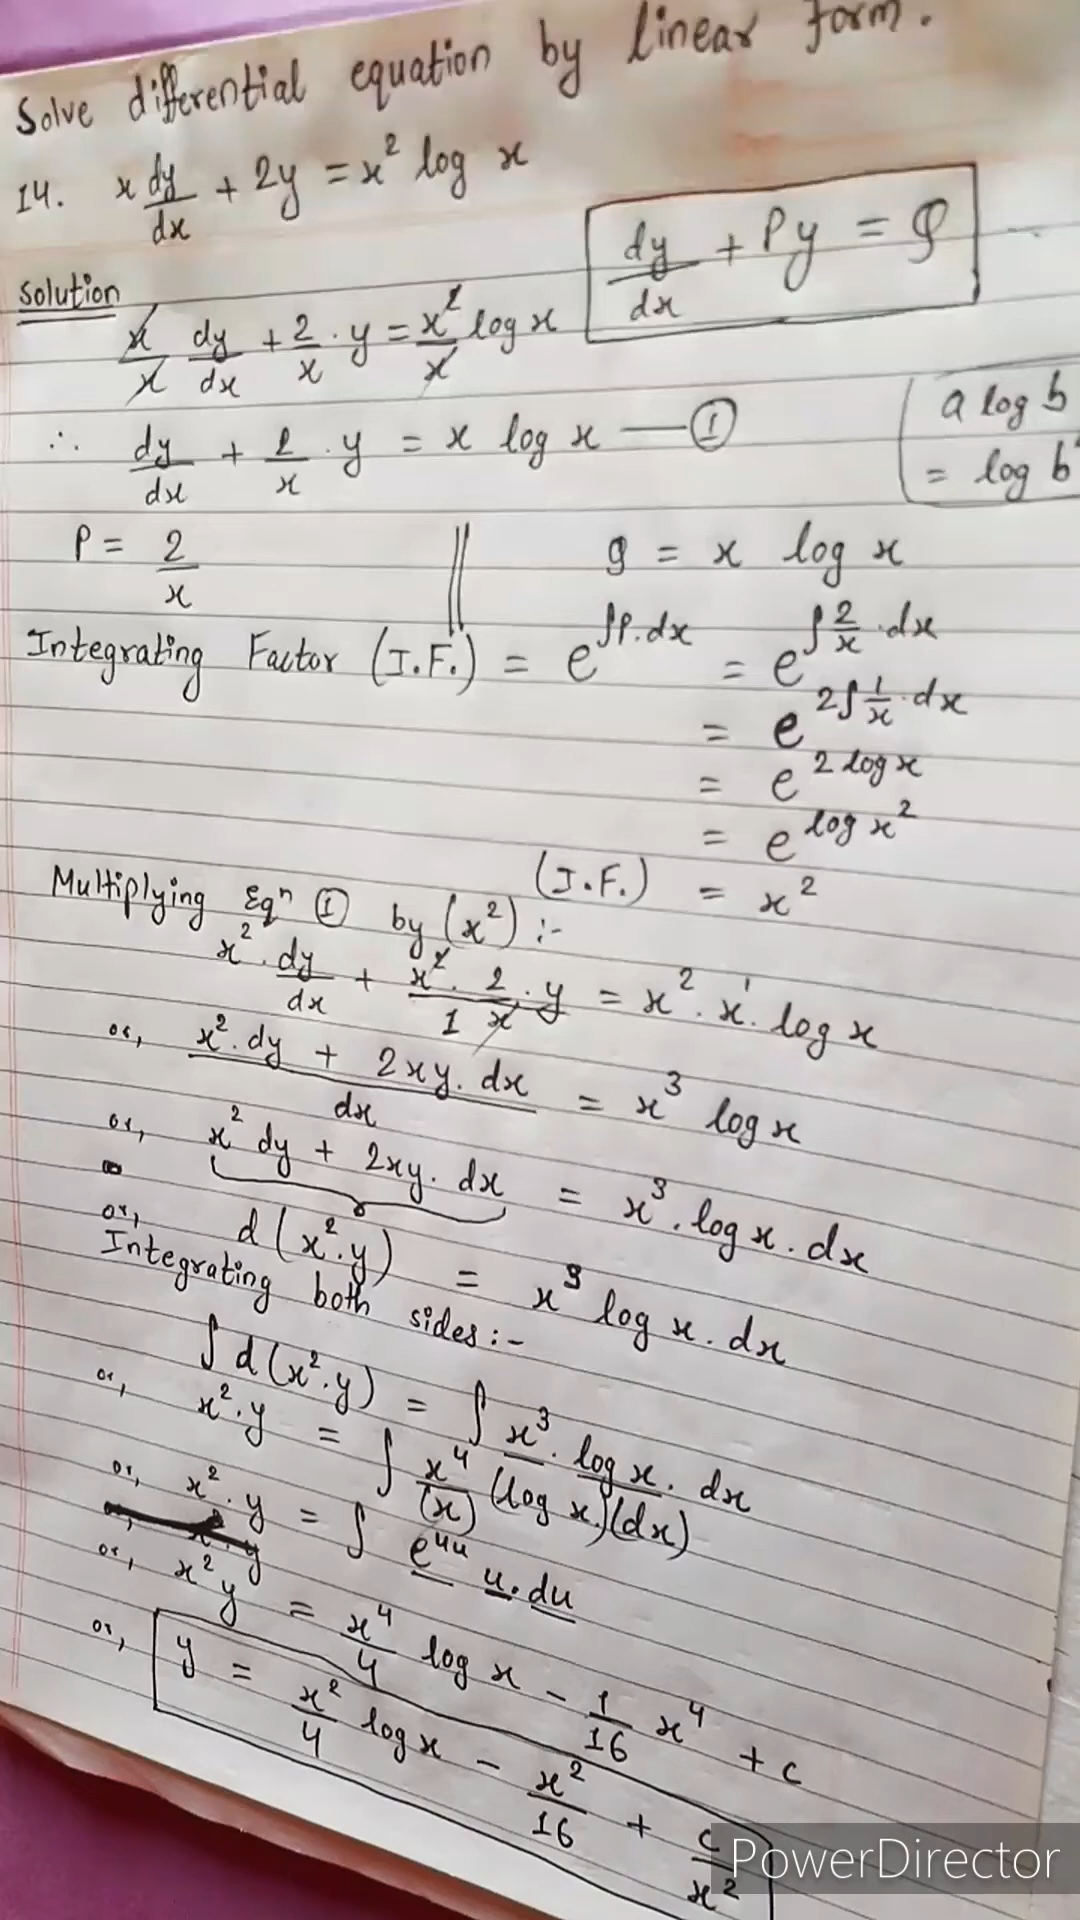 Solve differential equation by linear form.
14. x dy/dx + 2y = x² log x
dy/dx + Py = Q
Solution
x/x dy/dx + 2/x · y = x²/x log x
∴ dy/dx + 2/x · y = x log x — ①
a log b
= log b
P = 2/x || Q = x log x
Integrating Factor (I.F.) = e^∫P.dx = e^∫2/x · dx
= e^2∫1/x · dx
= e^2 log x
= e^log x²
(I.F.) = x²
Multiplying Eqⁿ ① by (x²) :-
x² · dy/dx + x²/1 · 2/x · y = x² · x¹ · log x
or, x² · dy + 2xy · dx/dx = x³ log x
or, x² dy + 2xy · dx = x³ · log x · dx
or, d(x² · y) = x³ log x · dx
Integrating both sides :-
∫d(x² · y) = ∫x³ · log x · dx
or, x² · y = ∫x⁴/(x) (log x)(dx)
or, x² · y = ∫e^4u u · du
or, x² y = x⁴/4 log x - 1/16 x⁴ + c
or, y = x²/4 log x - x²/16 + c/x²
PowerDirector